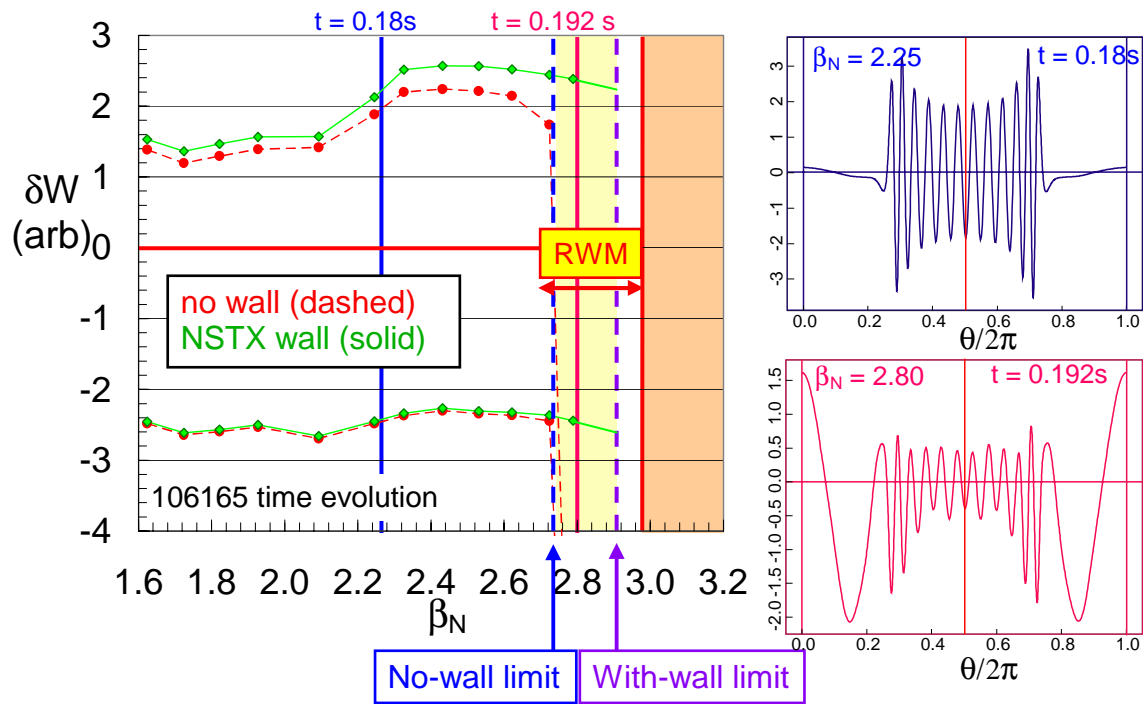 t = 0.18s
t = 0.192 s
3
2
1
0
-1
-2
-3
-4
δW
(arb)
RWM
no wall (dashed)
NSTX wall (solid)
106165 time evolution
1.6 1.8 2.0 2.2 2.4 2.6 2.8 3.0 3.2
βN
No-wall limit
With-wall limit
βN = 2.25
t = 0.18s
3
2
1
0
-1
-2
-3
0.0 0.2 0.4 0.6 0.8 1.0
θ/2π
βN = 2.80
t = 0.192s
1.5
1.0
0.5
0.0
-0.5
-1.0
-1.5
-2.0
0.0 0.2 0.4 0.6 0.8 1.0
θ/2π